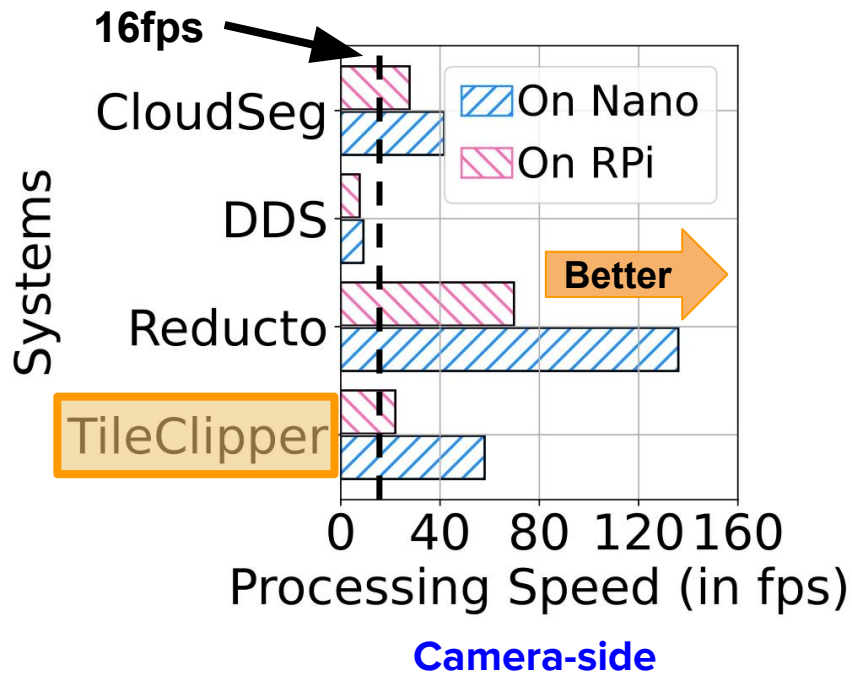 16fps
CloudSeg
DDS
Reducto
TileClipper
Systems
On Nano
On RPi
Better
0 40 80 120 160
Processing Speed (in fps)
Camera-side